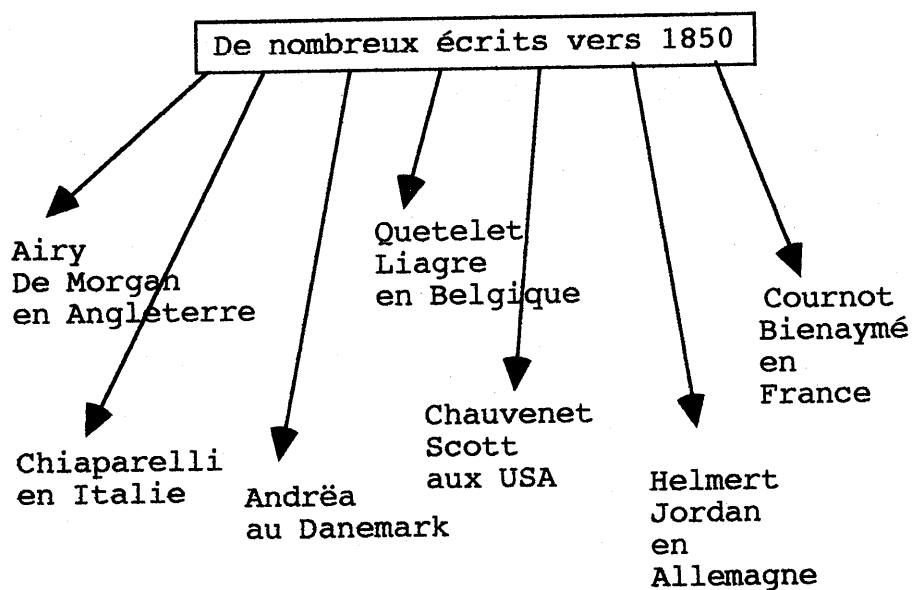 De nombreux écrits vers 1850
Airy
De Morgan
en Angleterre
Quetelet
Liagre
en Belgique
Cournot
Bienaymé
en
France
Chiaparelli
en Italie
Andrëa
au Danemark
Chauvenet
Scott
aux USA
Helmert
Jordan
en
Allemagne